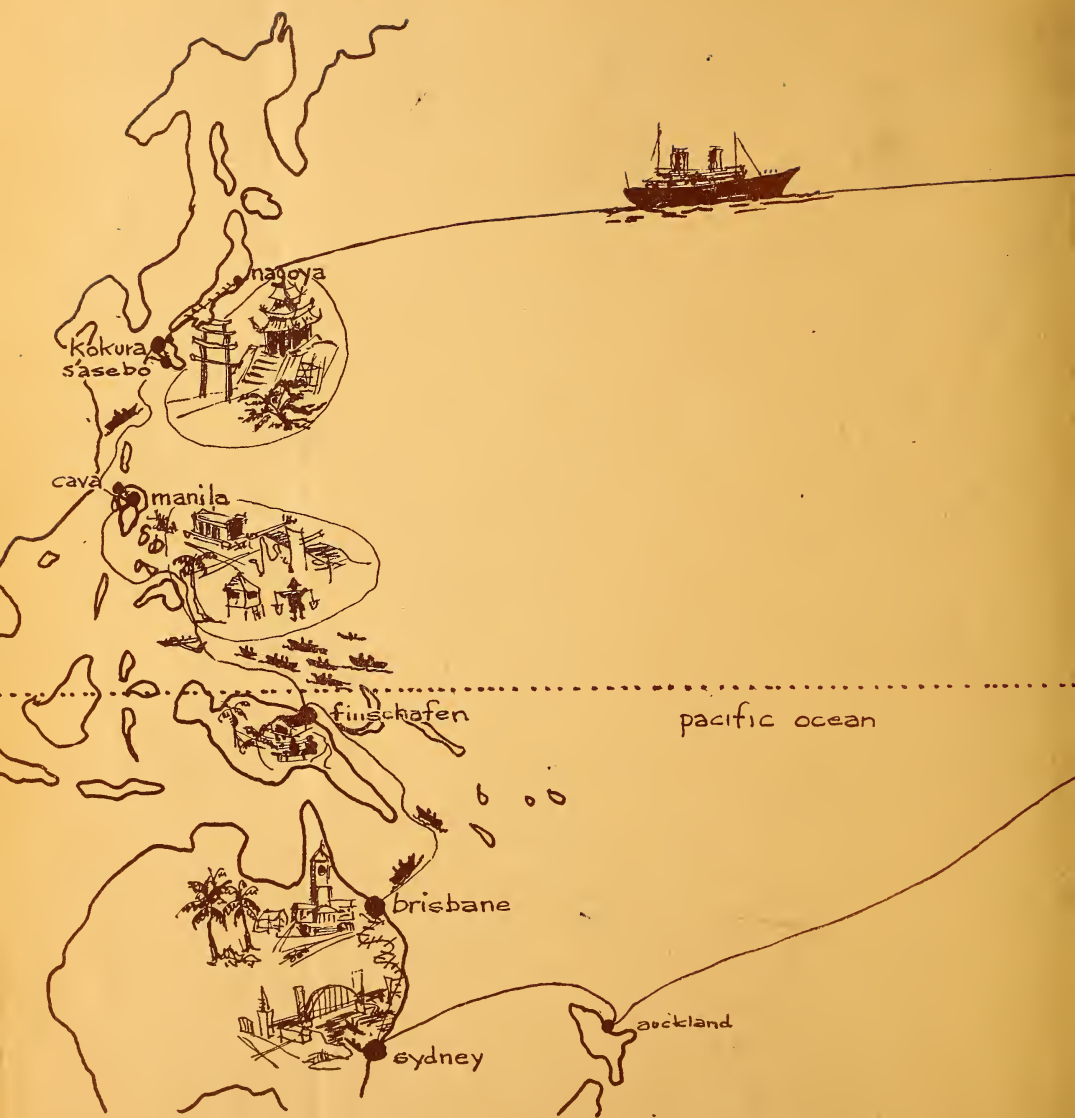 nagoya
Kokura
sasebo
cava
manila
finschafen
pacific ocean
brisbane
auckland
sydney